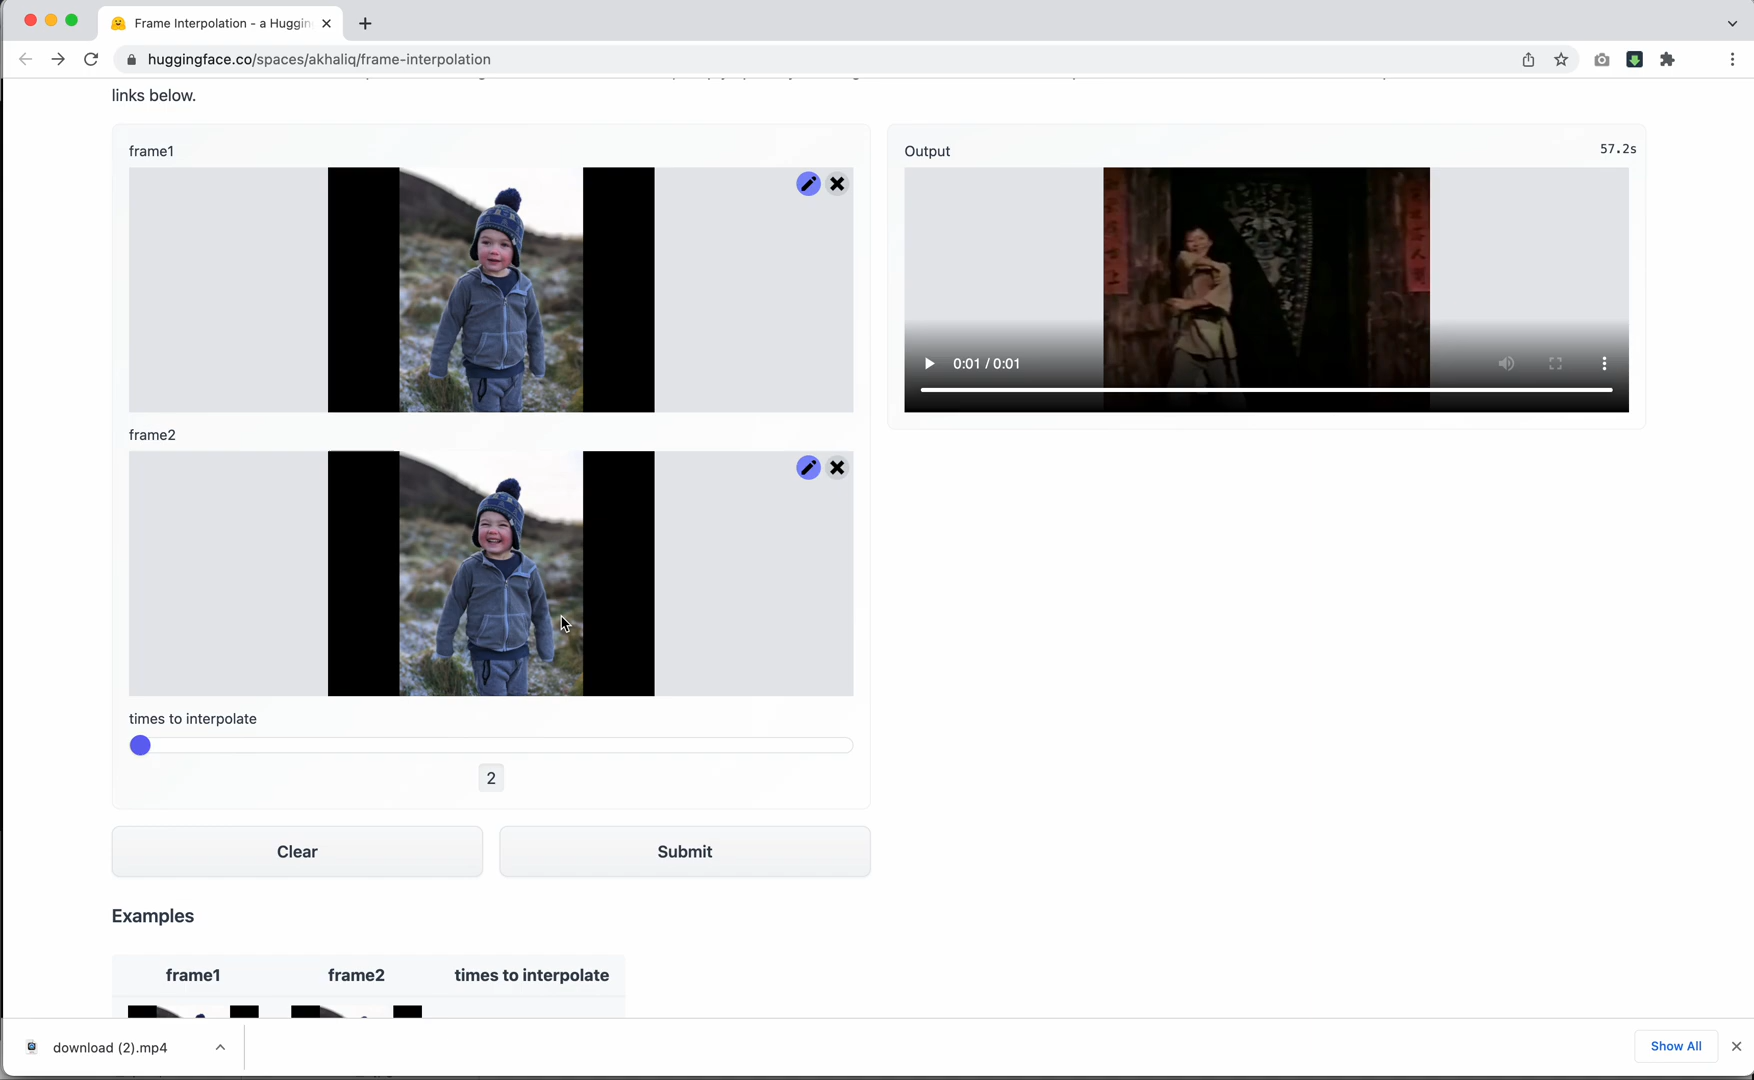 Frame Interpolation - a Huggin
huggingface.co/spaces/akhaliq/frame-interpolation
links below.
frame1
Output
57.2s
0:01 / 0:01
frame2
times to interpolate
2
Clear
Submit
Examples
frame1 frame2 times to interpolate
download (2).mp4
Show All